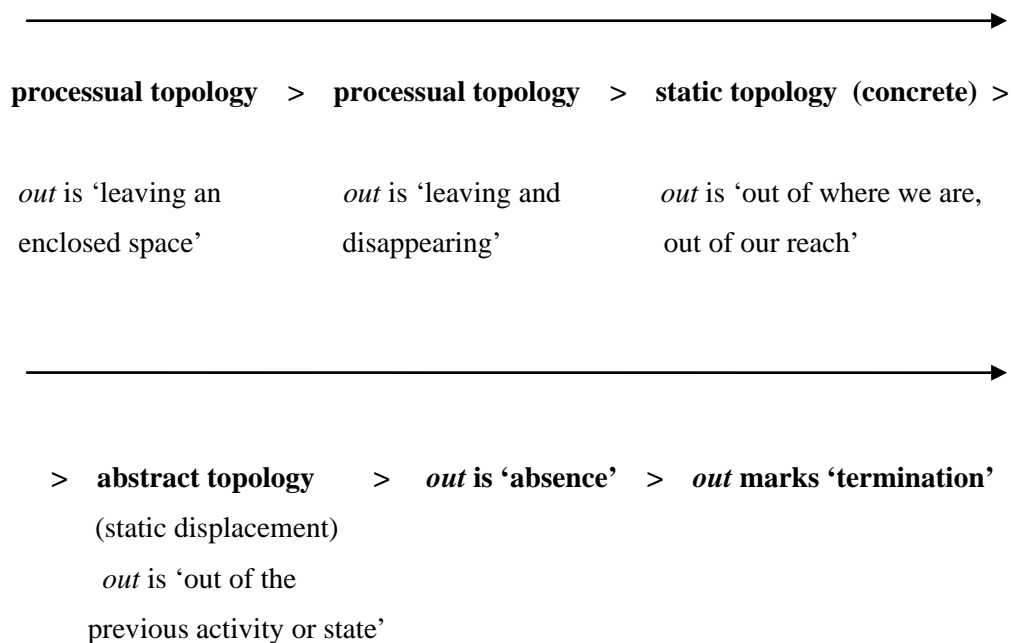 processual topology > processual topology > static topology (concrete) >
out is ‘leaving an out is ‘leaving and out is ‘out of where we are,
enclosed space’ disappearing’ out of our reach’
> abstract topology > out is ‘absence’ > out marks ‘termination’
(static displacement)
out is ‘out of the
previous activity or state’